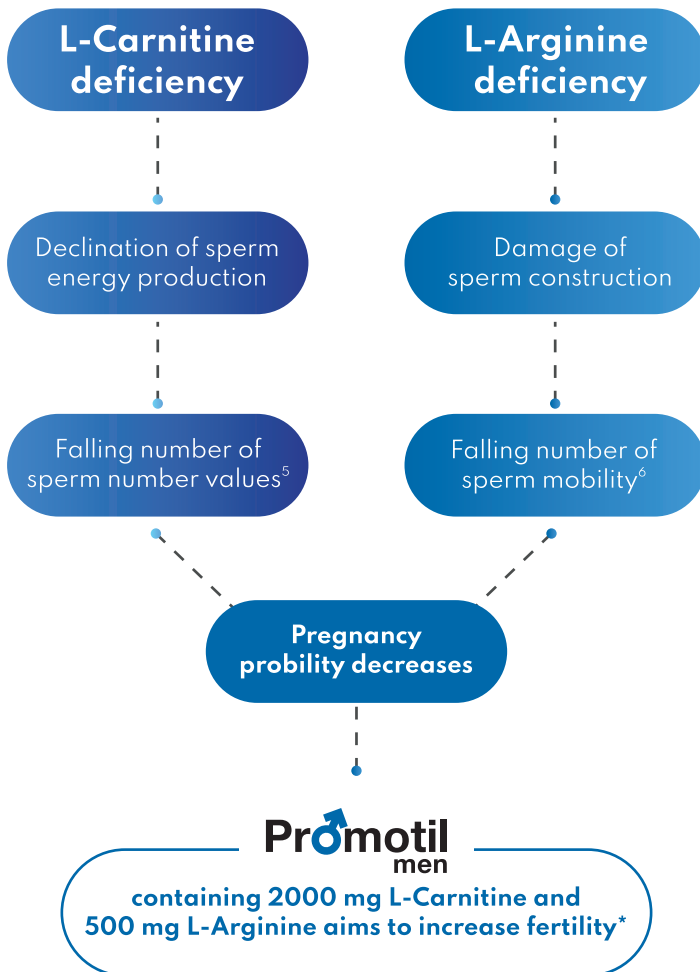 L-Carnitine
deficiency
L-Arginine
deficiency
Declination of sperm
energy production
Damage of
sperm construction
Falling number of
sperm number values⁵
Falling number of
sperm mobility⁶
Pregnancy
probility decreases
Promotil
men
containing 2000 mg L-Carnitine and
500 mg L-Arginine aims to increase fertility*